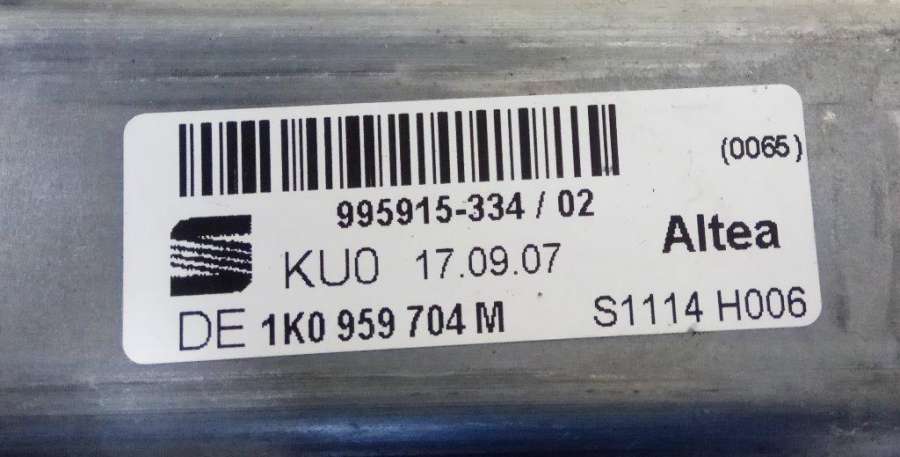 (0065)
995915-334 / 02
Altea
KU0 17.09.07
DE 1K0 959 704 M
S1114 H006